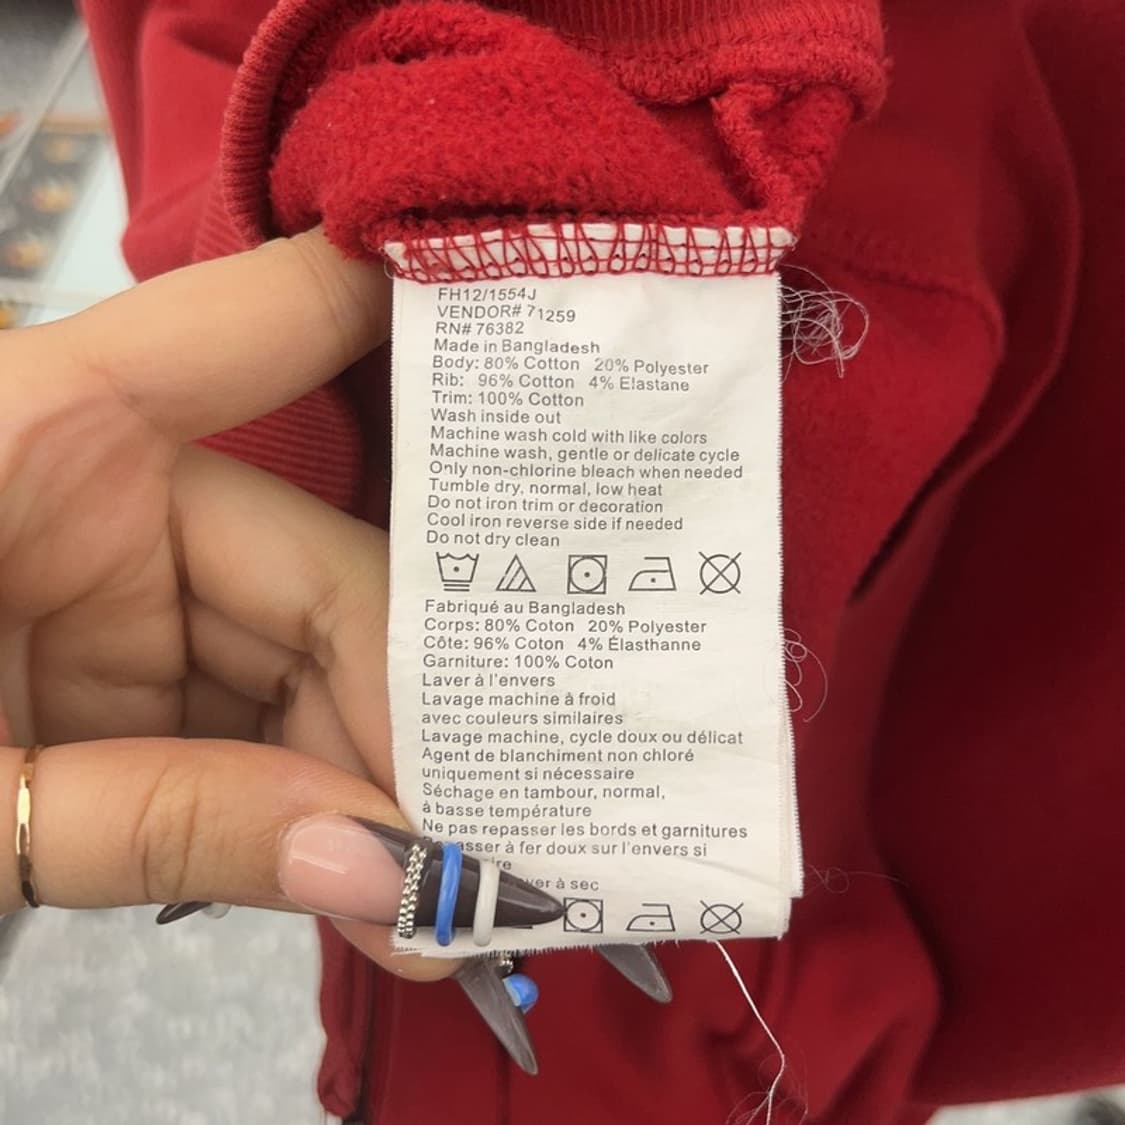 FH12/1554J
VENDOR# 71259
RN# 76382
Made in Bangladesh
Body: 80% Cotton 20% Polyester
Rib: 96% Cotton 4% Elastane
Trim: 100% Cotton
Wash inside out
Machine wash cold with like colors
Machine wash, gentle or delicate cycle
Only non-chlorine bleach when needed
Tumble dry, normal, low heat
Do not iron trim or decoration
Cool iron reverse side if needed
Do not dry clean
Fabriqué au Bangladesh
Corps: 80% Coton 20% Polyester
Côte: 96% Coton 4% Élasthanne
Garniture: 100% Coton
Laver à l'envers
Lavage machine à froid
avec couleurs similaires
Lavage machine, cycle doux ou délicat
Agent de blanchiment non chloré
uniquement si nécessaire
Séchage en tambour, normal,
à basse température
Ne pas repasser les bords et garnitures
à fer doux sur l'envers si
à sec